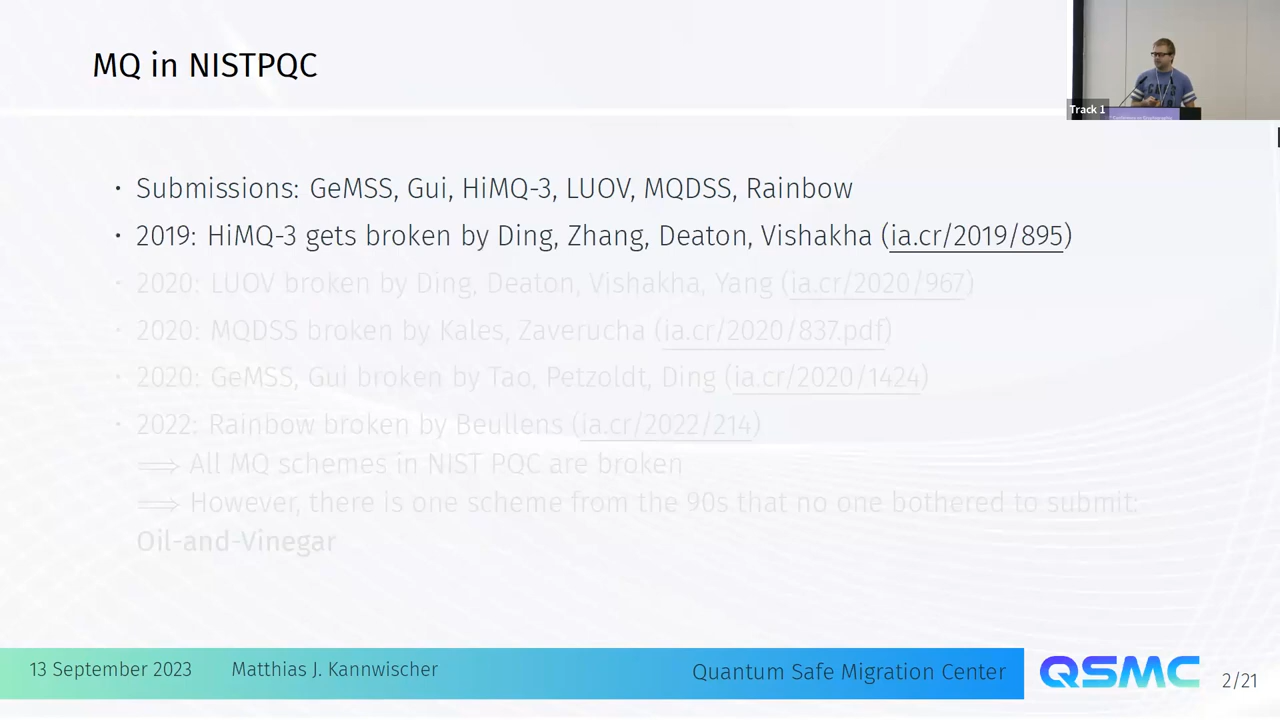 MQ in NISTPQC
Track 1
· Submissions: GeMSS, Gui, HiMQ-3, LUOV, MQDSS, Rainbow
· 2019: HiMQ-3 gets broken by Ding, Zhang, Deaton, Vishakha (ia.cr/2019/895)
· 2020: LUOV broken by Ding, Deaton, Vishakha, Yang (ia.cr/2020/967)
· 2020: MQDSS broken by Kales, Zaverucha (ia.cr/2020/837.pdf)
· 2020: GeMSS, Gui broken by Tao, Petzoldt, Ding (ia.cr/2020/1424)
· 2022: Rainbow broken by Beullens (ia.cr/2022/214)
⟹ All MQ schemes in NIST PQC are broken
⟹ However, there is one scheme from the 90s that no one bothered to submit:
Oil-and-Vinegar
13 September 2023 Matthias J. Kannwischer Quantum Safe Migration Center QSMC 2/21